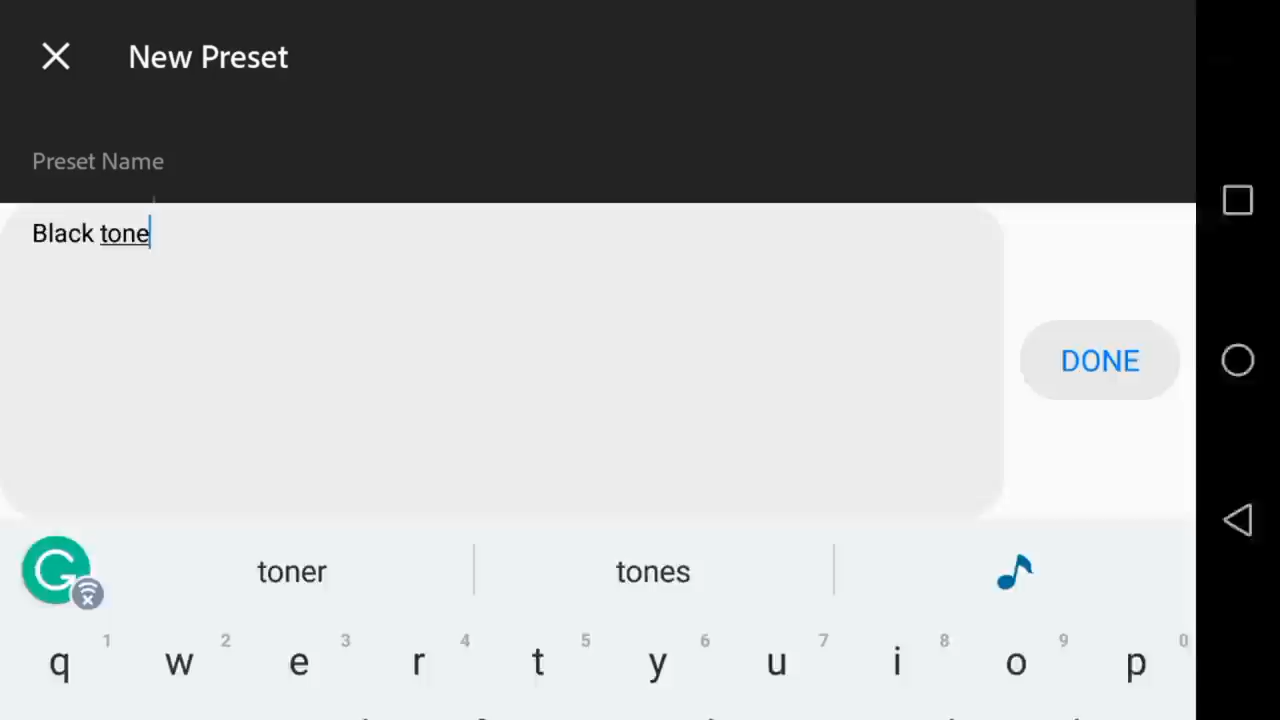 New Preset
Preset Name
Black tone
DONE
toner tones
1 2 3 4 5 6 7 8 9 0
q w e r t y u i o p